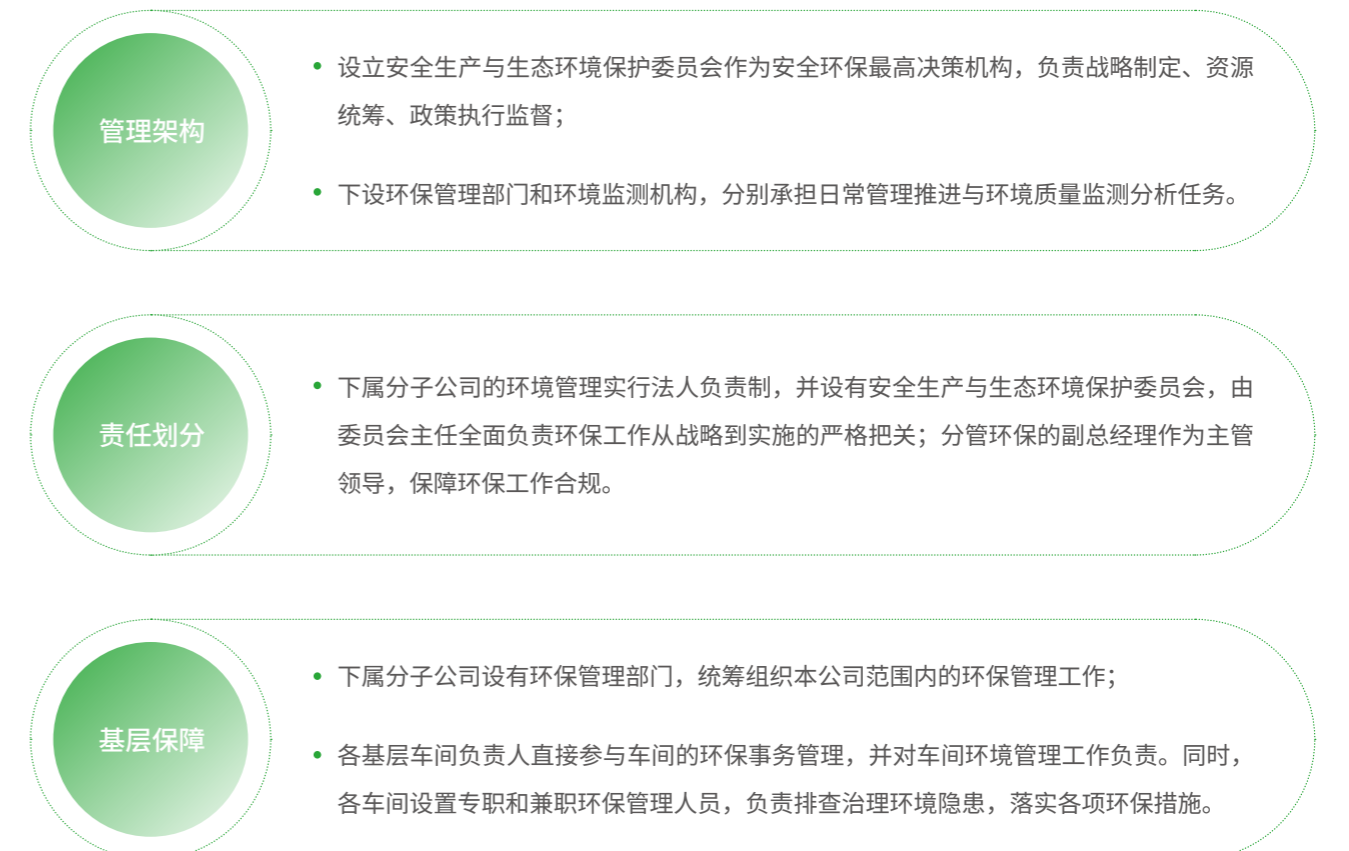 管理架构
设立安全生产与生态环境保护委员会作为安全环保最高决策机构，负责战略制定、资源
统筹、政策执行监督；
下设环保管理部门和环境监测机构，分别承担日常管理推进与环境质量监测分析任务。
责任划分
下属分子公司的环境管理实行法人负责制，并设有安全生产与生态环境保护委员会，由
委员会主任全面负责环保工作从战略到实施的严格把关；分管环保的副总经理作为主管
领导，保障环保工作合规。
基层保障
下属分子公司设有环保管理部门，统筹组织本公司范围内的环保管理工作；
各基层车间负责人直接参与车间的环保事务管理，并对车间环境管理工作负责。同时，
各车间设置专职和兼职环保管理人员，负责排查治理环境隐患，落实各项环保措施。